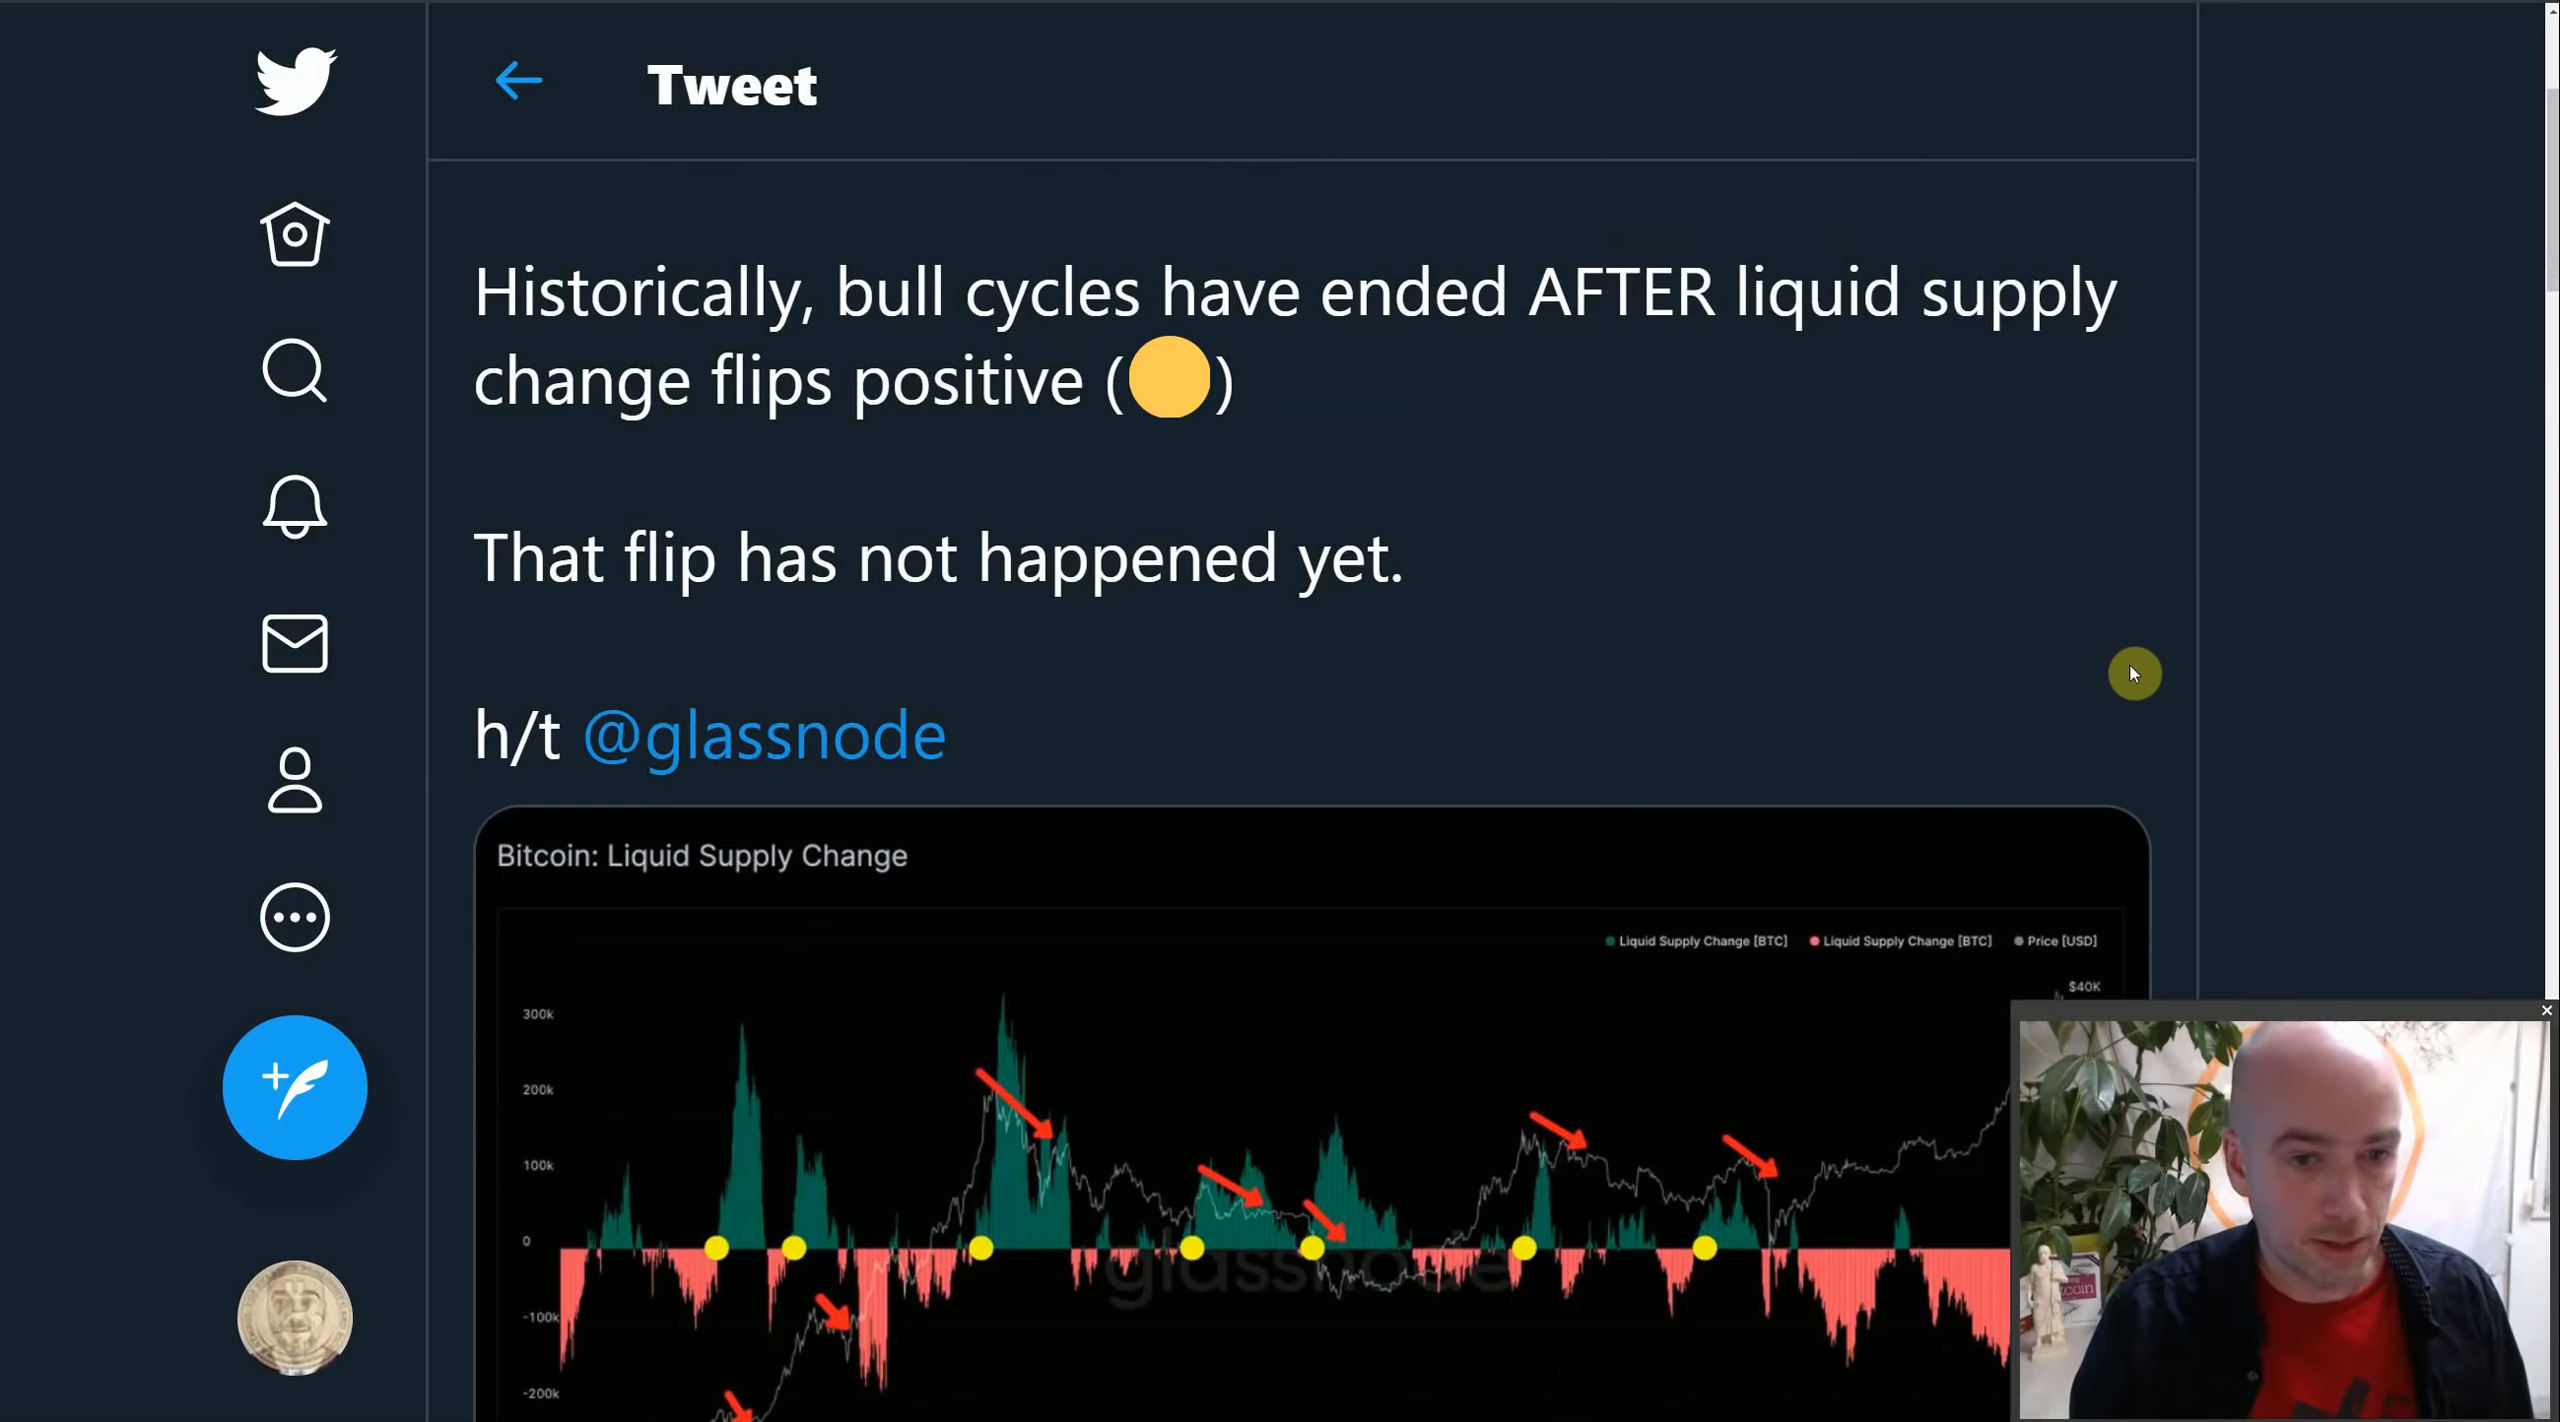 Tweet
Historically, bull cycles have ended AFTER liquid supply
change flips positive (🟡)
That flip has not happened yet.
h/t @glassnode
Bitcoin: Liquid Supply Change
Liquid Supply Change [BTC] Liquid Supply Change [BTC] Price [USD]
$40K
300k
200k
100k
0
-100k
-200k
glassnode